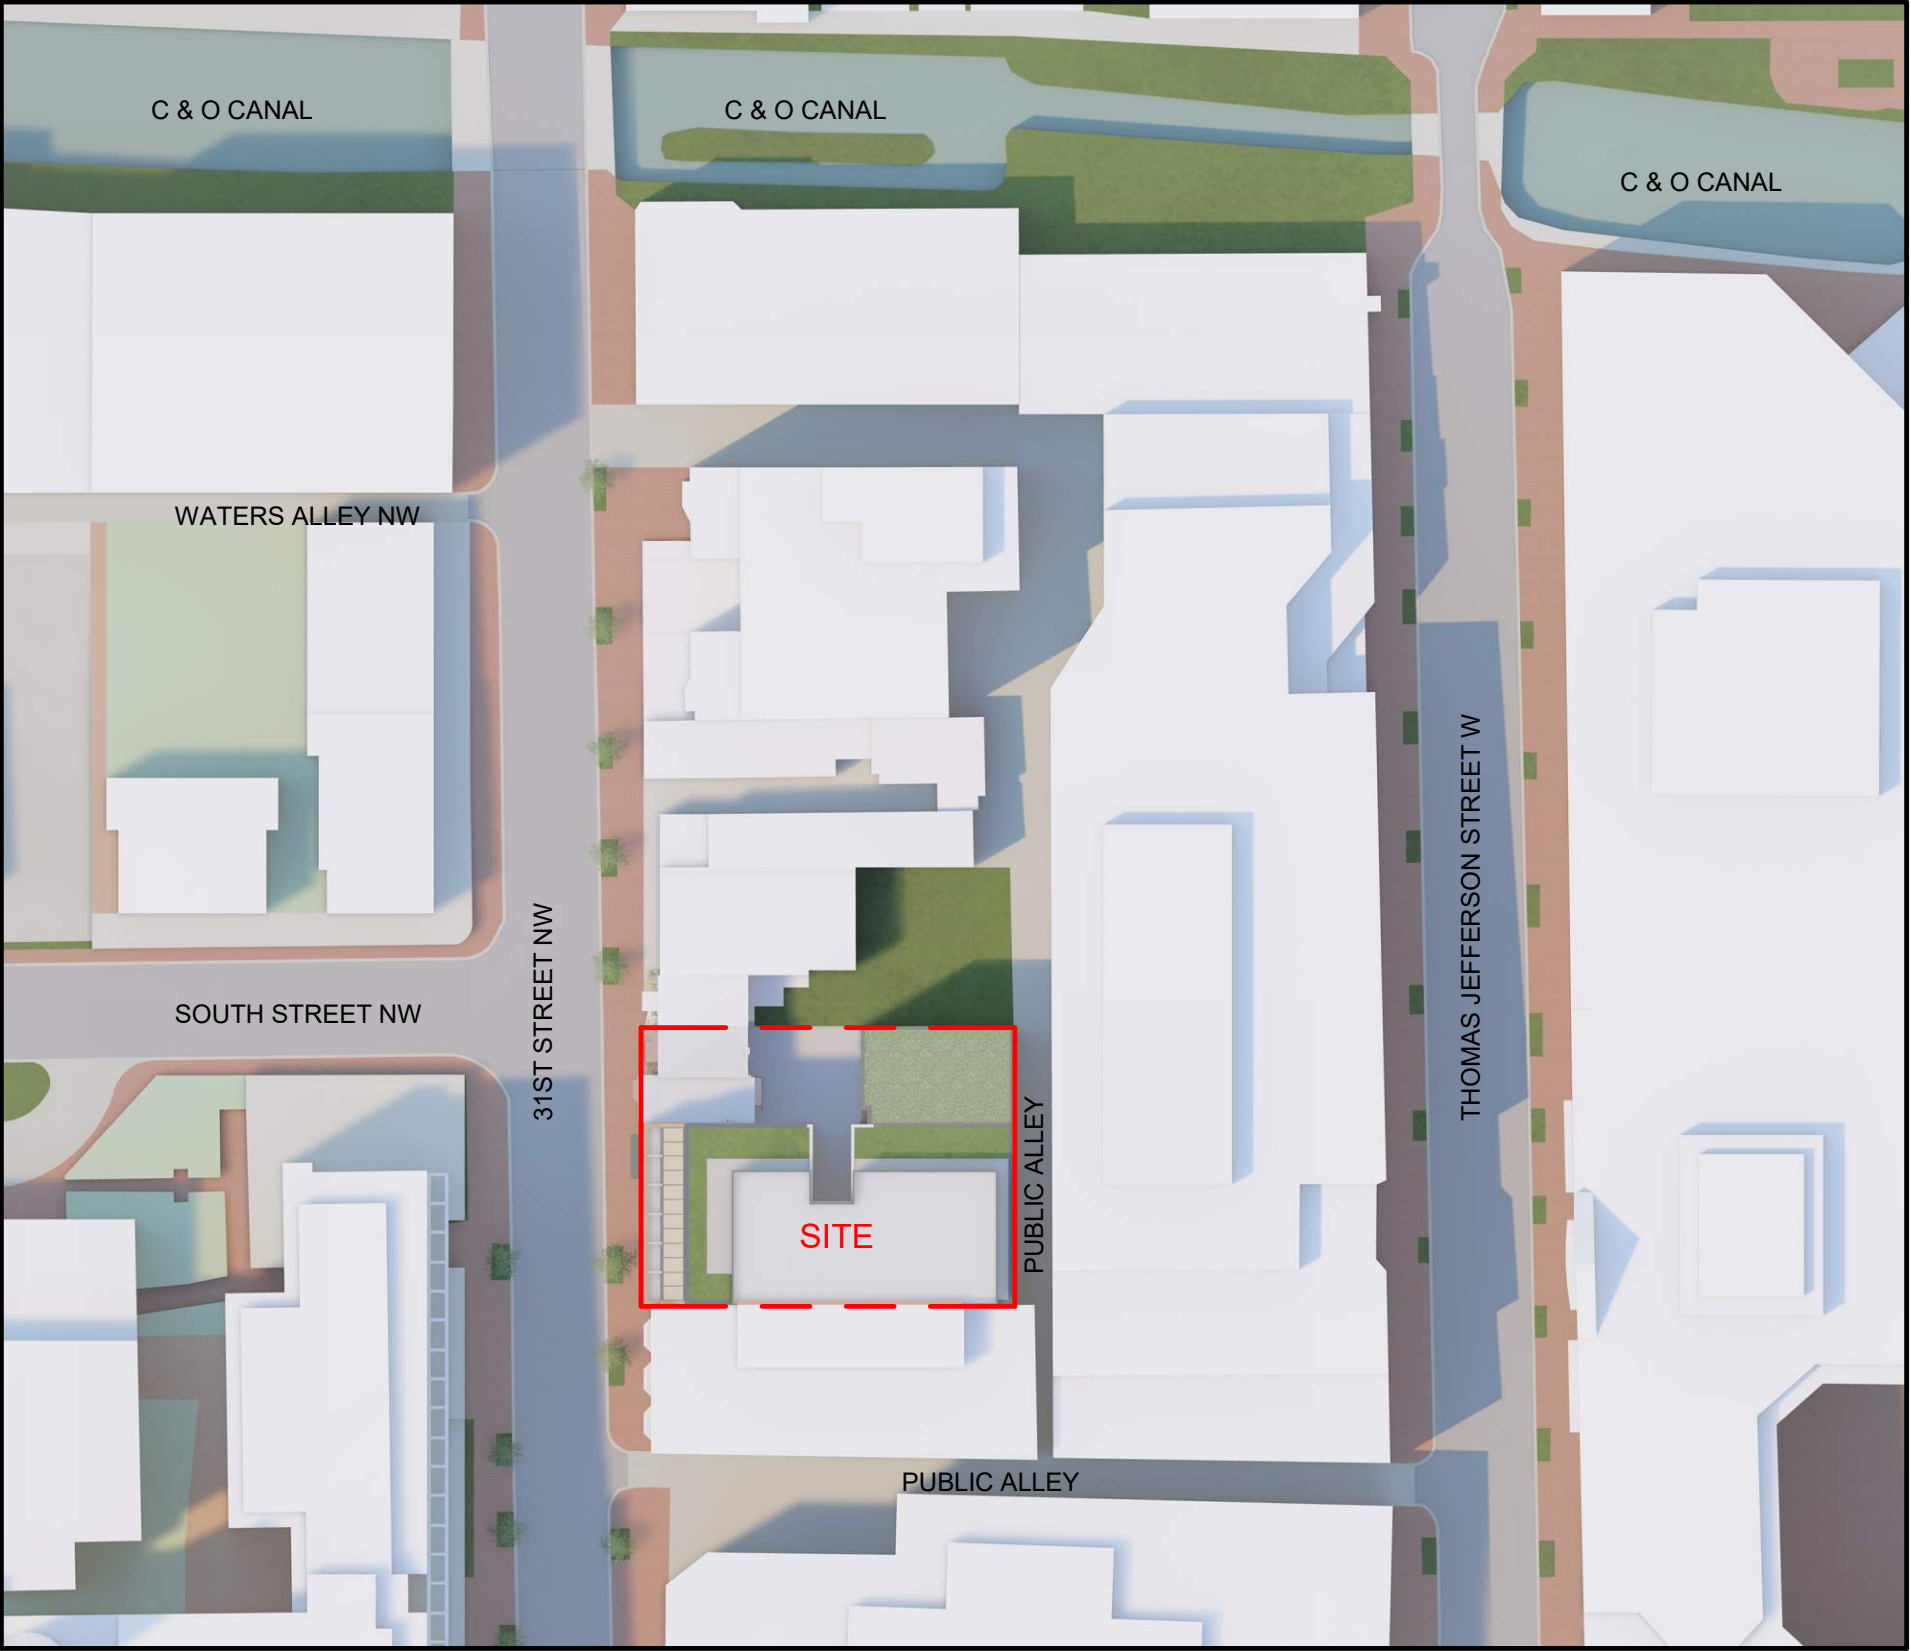 C & O CANAL
C & O CANAL
C & O CANAL
WATERS ALLEY NW
THOMAS JEFFERSON STREET W
31ST STREET NW
SOUTH STREET NW
PUBLIC ALLEY
SITE
PUBLIC ALLEY